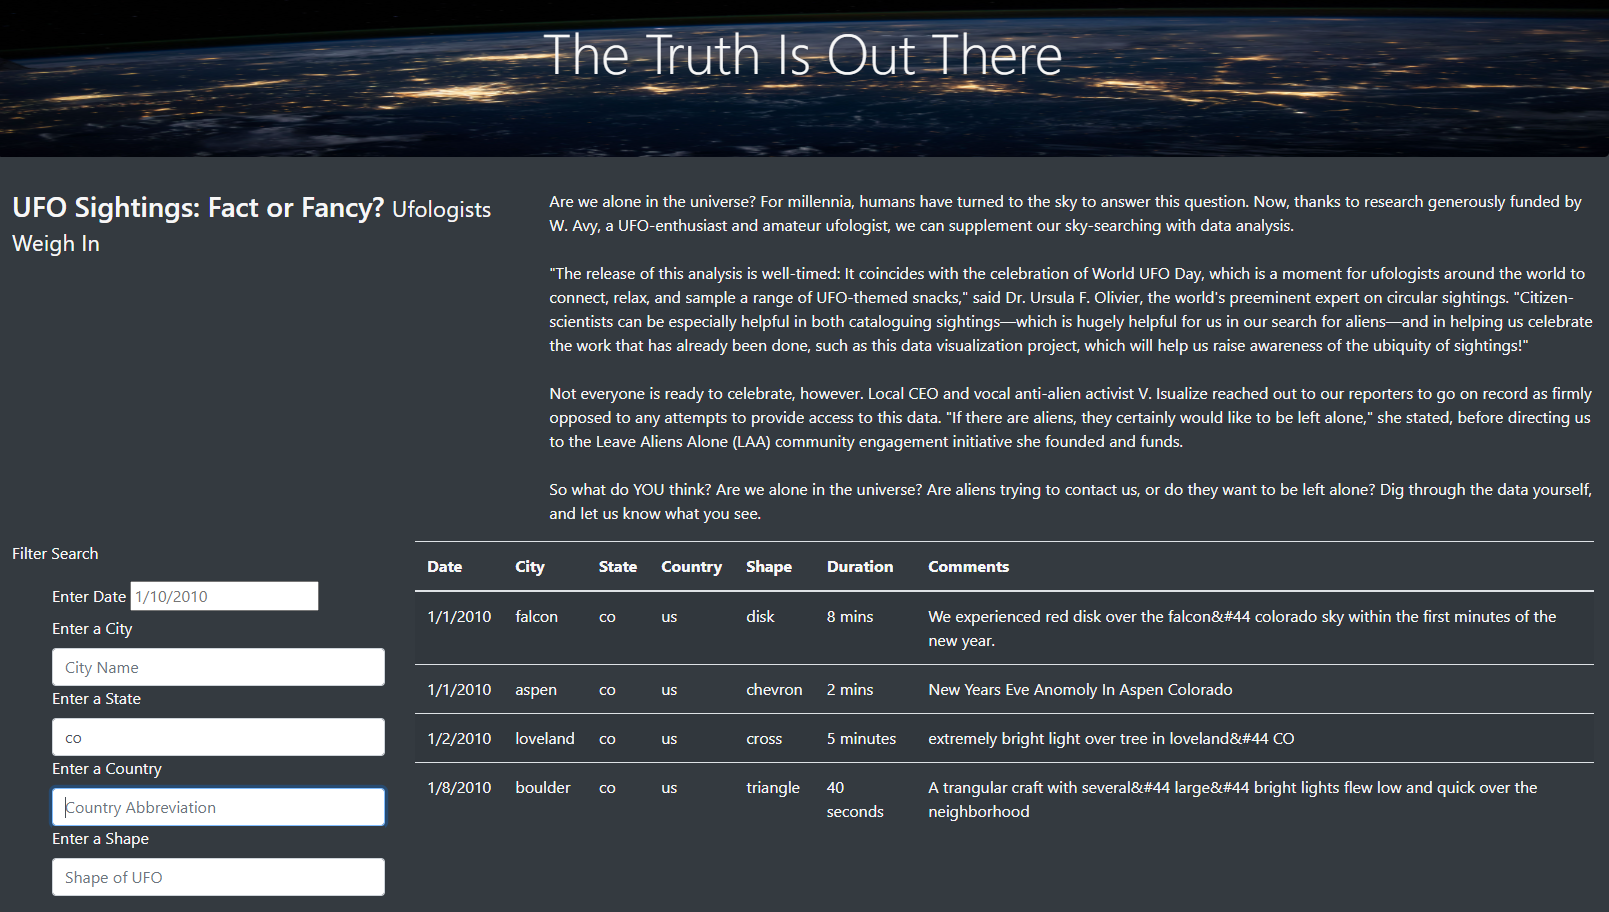 The Truth Is Out There
UFO Sightings: Fact or Fancy? Ufologists
Weigh In
Are we alone in the universe? For millennia, humans have turned to the sky to answer this question. Now, thanks to research generously funded by
W. Avy, a UFO-enthusiast and amateur ufologist, we can supplement our sky-searching with data analysis.
"The release of this analysis is well-timed: It coincides with the celebration of World UFO Day, which is a moment for ufologists around the world to
connect, relax, and sample a range of UFO-themed snacks," said Dr. Ursula F. Olivier, the world's preeminent expert on circular sightings. "Citizen-
scientists can be especially helpful in both cataloguing sightings—which is hugely helpful for us in our search for aliens—and in helping us celebrate
the work that has already been done, such as this data visualization project, which will help us raise awareness of the ubiquity of sightings!"
Not everyone is ready to celebrate, however. Local CEO and vocal anti-alien activist V. Isualize reached out to our reporters to go on record as firmly
opposed to any attempts to provide access to this data. "If there are aliens, they certainly would like to be left alone," she stated, before directing us
to the Leave Aliens Alone (LAA) community engagement initiative she founded and funds.
So what do YOU think? Are we alone in the universe? Are aliens trying to contact us, or do they want to be left alone? Dig through the data yourself,
and let us know what you see.
Filter Search
Enter Date 1/10/2010
Enter a City
City Name
Enter a State
co
Enter a Country
Country Abbreviation
Enter a Shape
Shape of UFO
Date City State Country Shape Duration Comments
1/1/2010 falcon co us disk 8 mins We experienced red disk over the falcon&#44 colorado sky within the first minutes of the
new year.
1/1/2010 aspen co us chevron 2 mins New Years Eve Anomoly In Aspen Colorado
1/2/2010 loveland co us cross 5 minutes extremely bright light over tree in loveland&#44 CO
1/8/2010 boulder co us triangle 40 A trangular craft with several&#44 large&#44 bright lights flew low and quick over the
seconds neighborhood